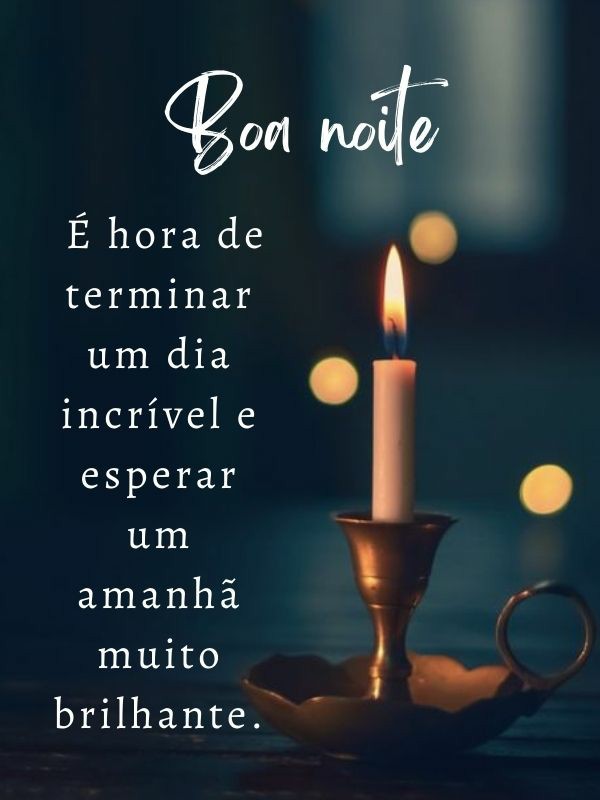 Boa noite
É hora de
terminar
um dia
incrível e
esperar
um
amanhã
muito
brilhante.